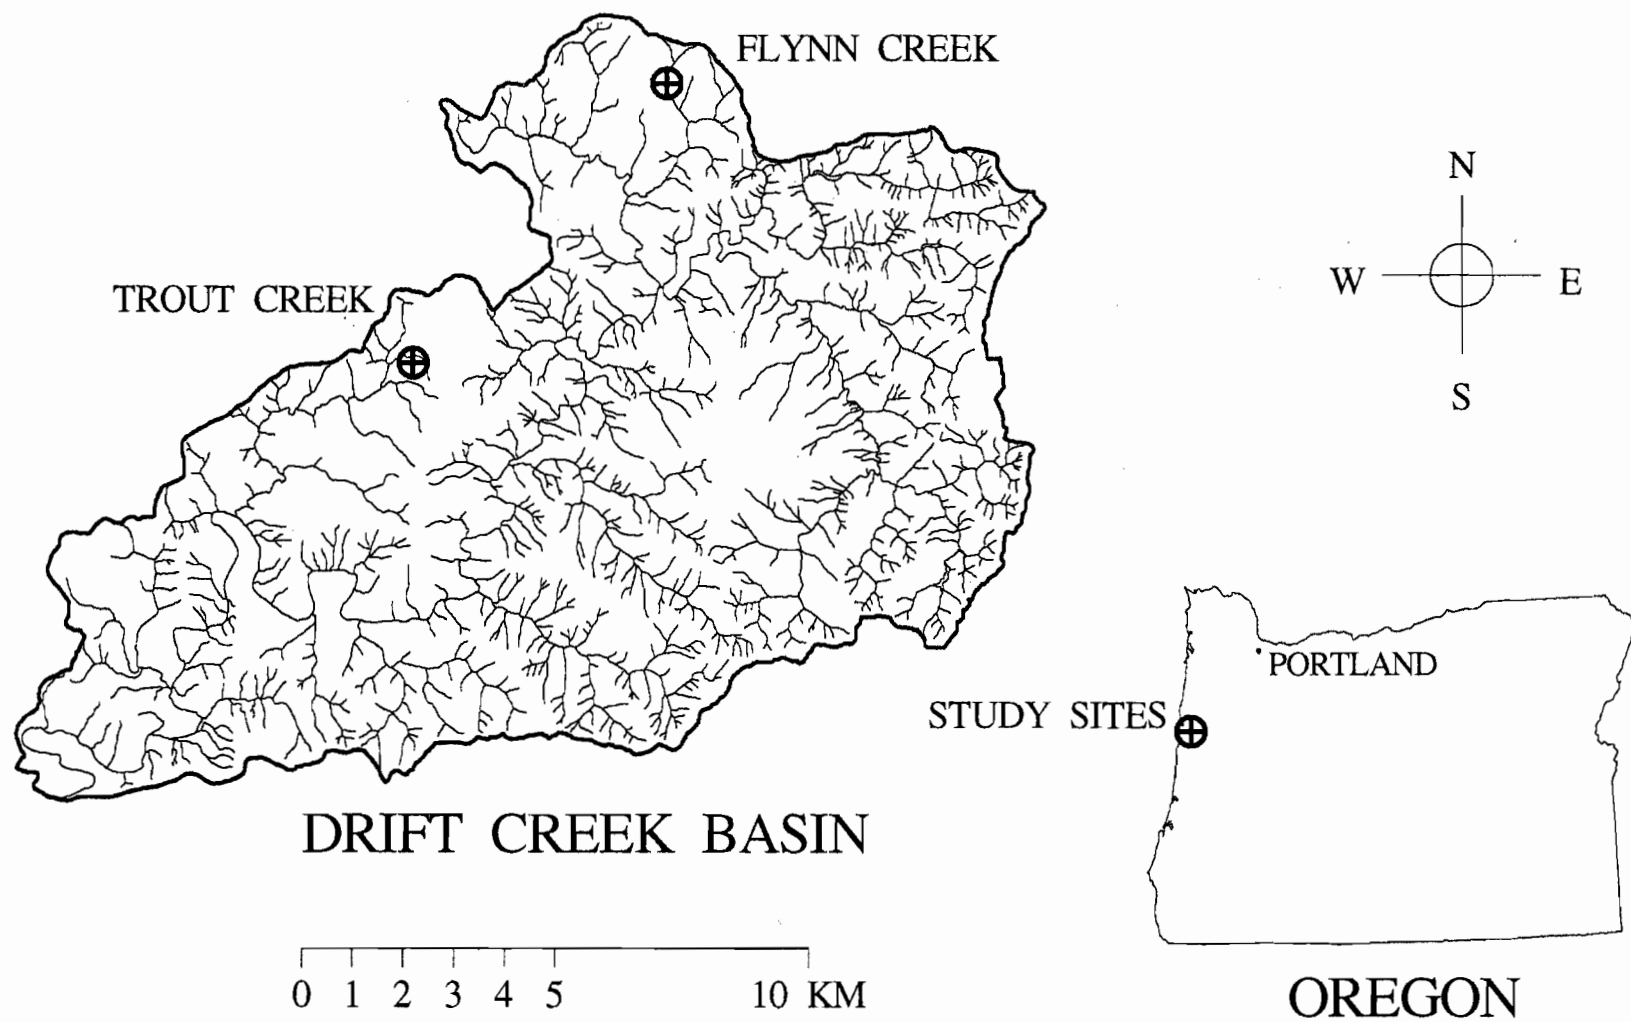 FLYNN CREEK
TROUT CREEK
N
W E
S
PORTLAND
STUDY SITES
DRIFT CREEK BASIN
0 1 2 3 4 5 10 KM
OREGON